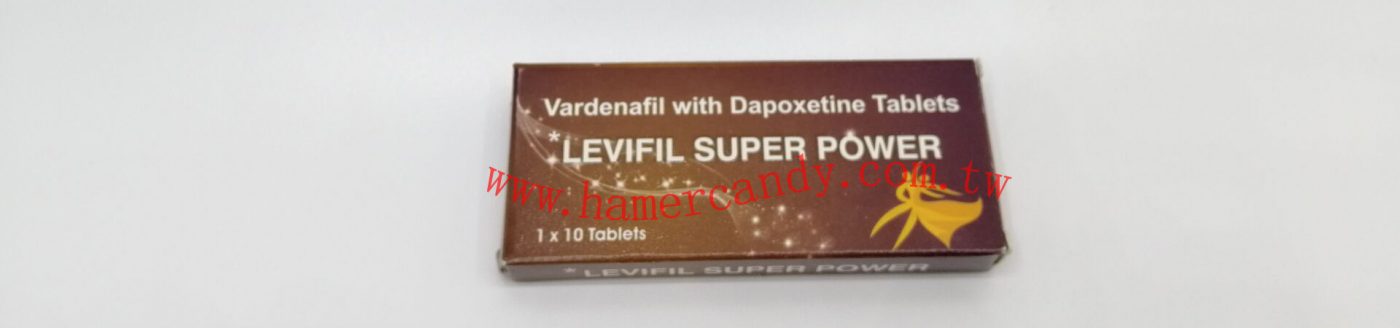 Vardenafil with Dapoxetine Tablets
*LEVIFIL SUPER POWER
www.hamercandy.com.tw
1 x 10 Tablets
*LEVIFIL SUPER POWER